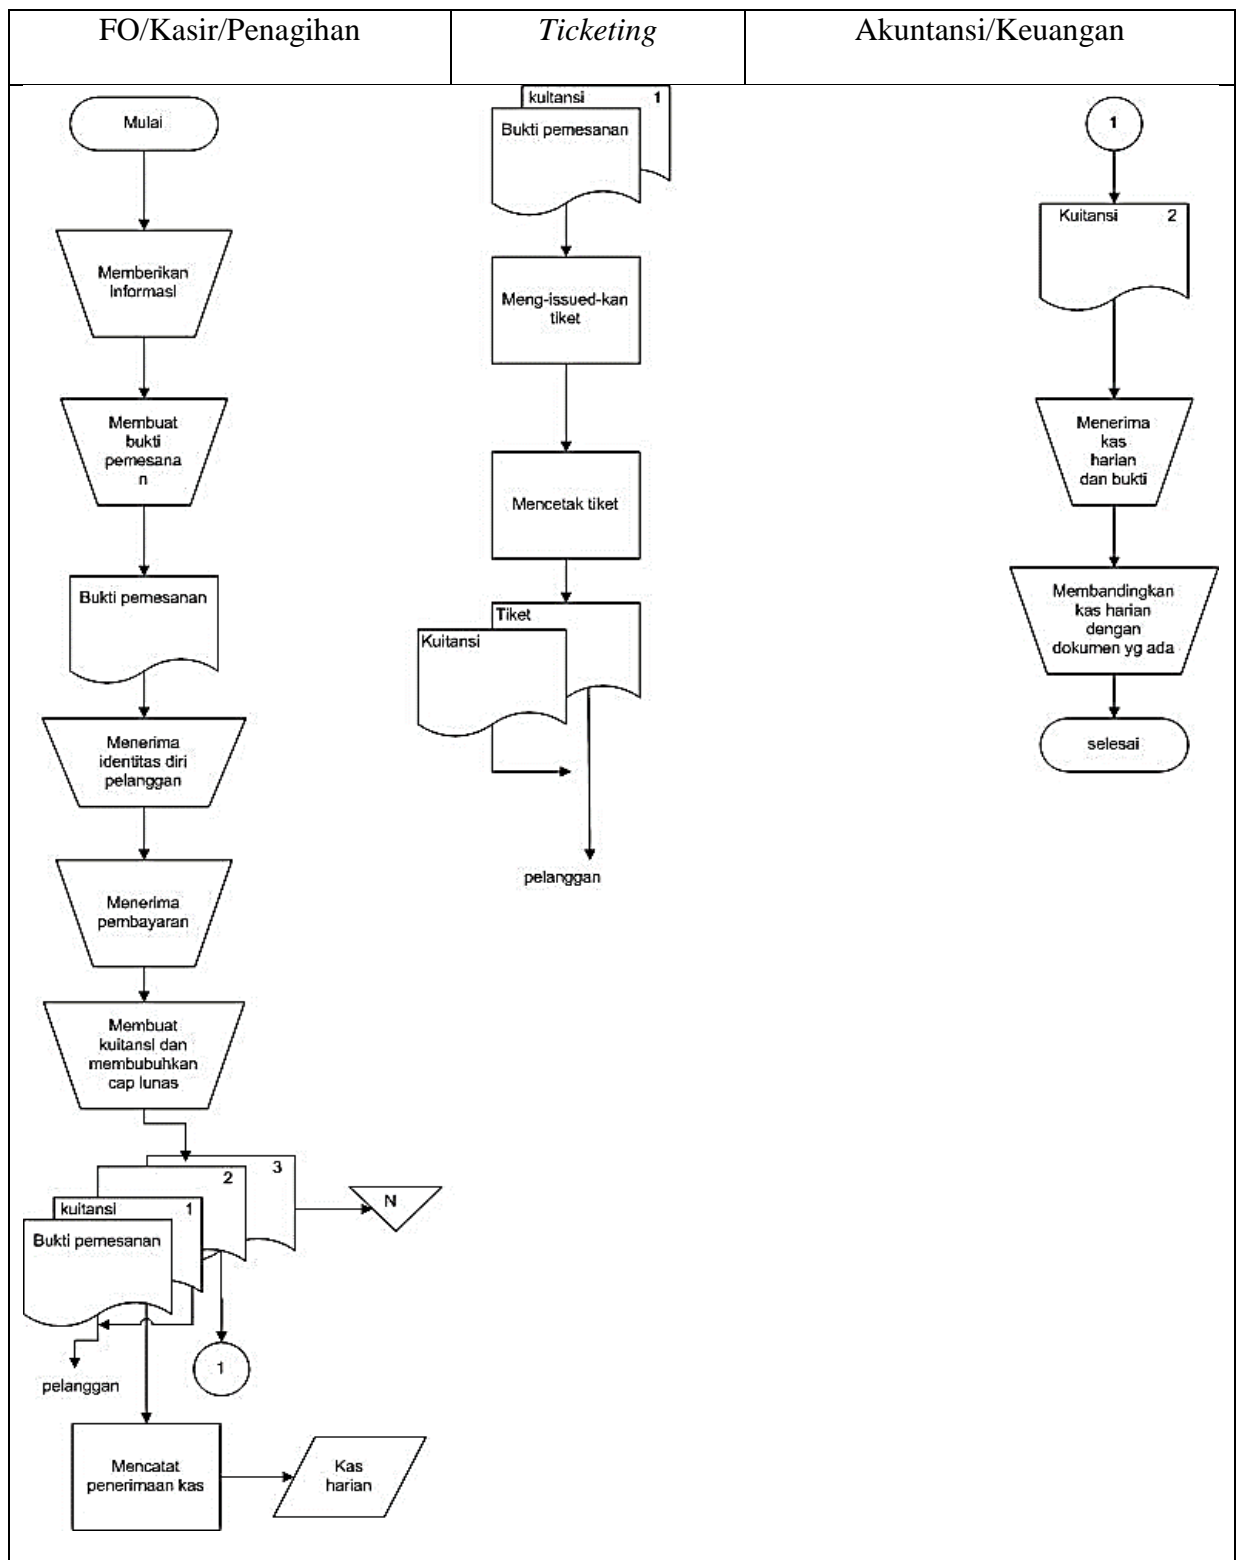 FO/Kasir/Penagihan
Ticketing
Akuntansi/Keuangan
Mulai
Memberikan
Informasi
Membuat
bukti
pemesana
n
Bukti pemesanan
Menerima
identitas diri
pelanggan
Menerima
pembayaran
Membuat
kuitansi dan
membubuhkan
cap lunas
3
2
kuitansi 1
Bukti pemesanan
N
pelanggan
1
Mencatat
penerimaan kas
Kas
harian
kuitansi 1
Bukti pemesanan
Meng-issued-kan
tiket
Mencetak tiket
Tiket
Kuitansi
pelanggan
1
Kuitansi 2
Menerima
kas
harian
dan bukti
Membandingkan
kas harian
dengan
dokumen yg ada
selesai